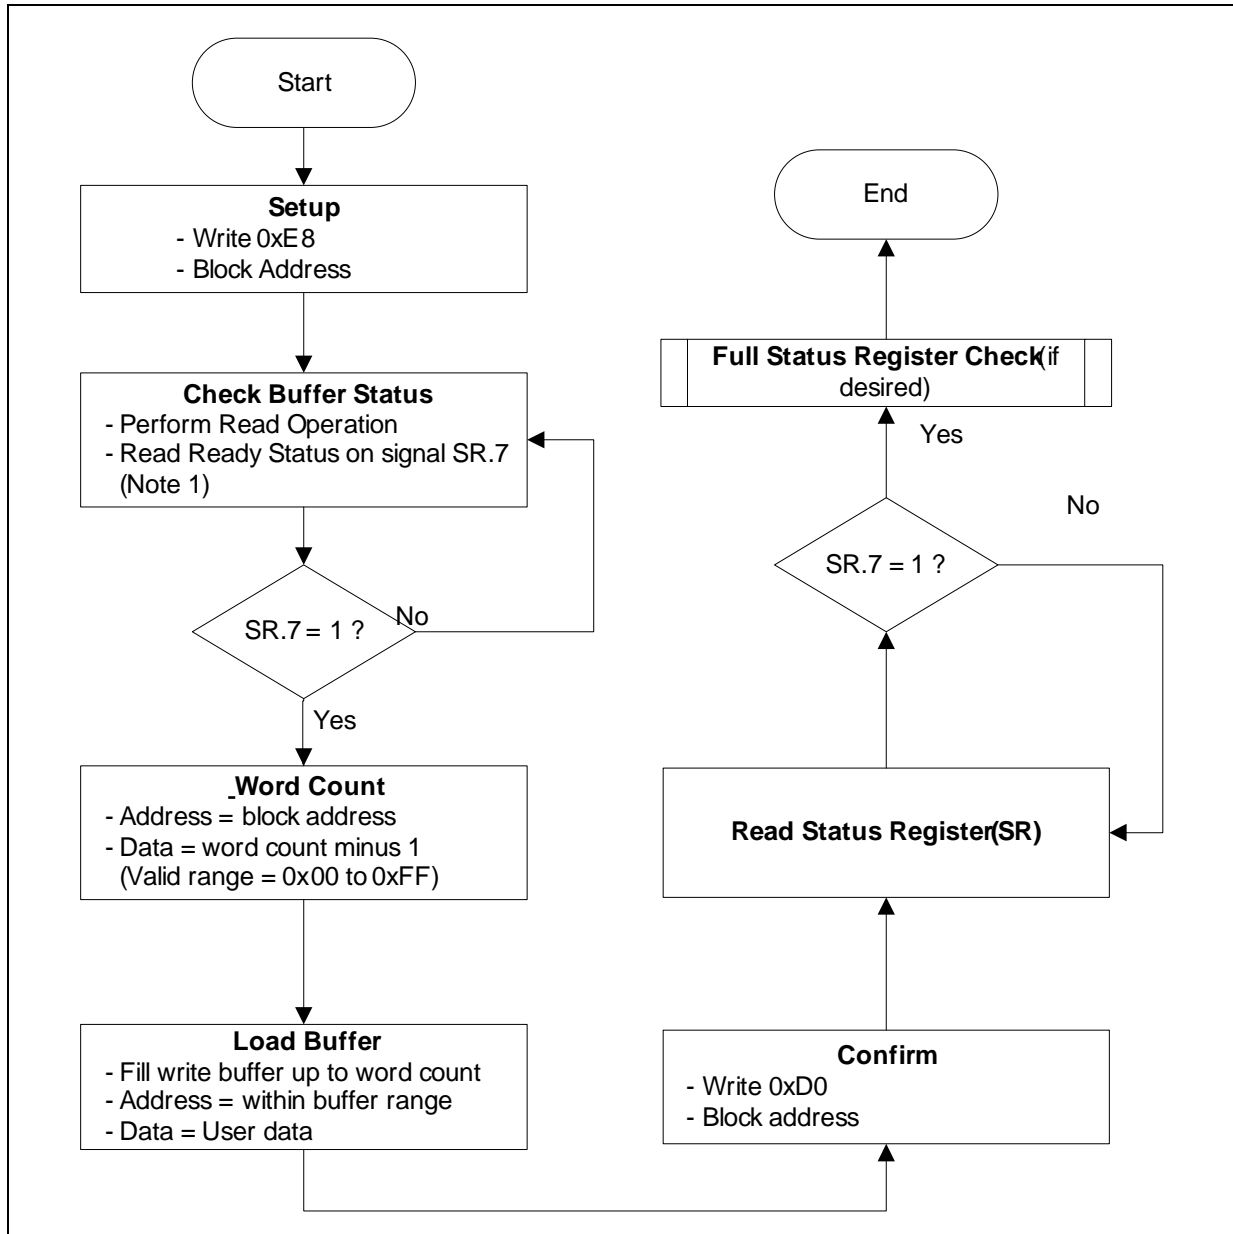 Start
Setup
- Write 0xE8
- Block Address
Check Buffer Status
- Perform Read Operation
- Read Ready Status on signal SR.7
(Note 1)
SR.7 = 1 ?
No
Yes
Word Count
- Address = block address
- Data = word count minus 1
(Valid range = 0x00 to 0xFF)
Load Buffer
- Fill write buffer up to word count
- Address = within buffer range
- Data = User data
End
Full Status Register Check (if
desired)
Yes
No
SR.7 = 1 ?
Read Status Register (SR)
Confirm
- Write 0xD0
- Block address